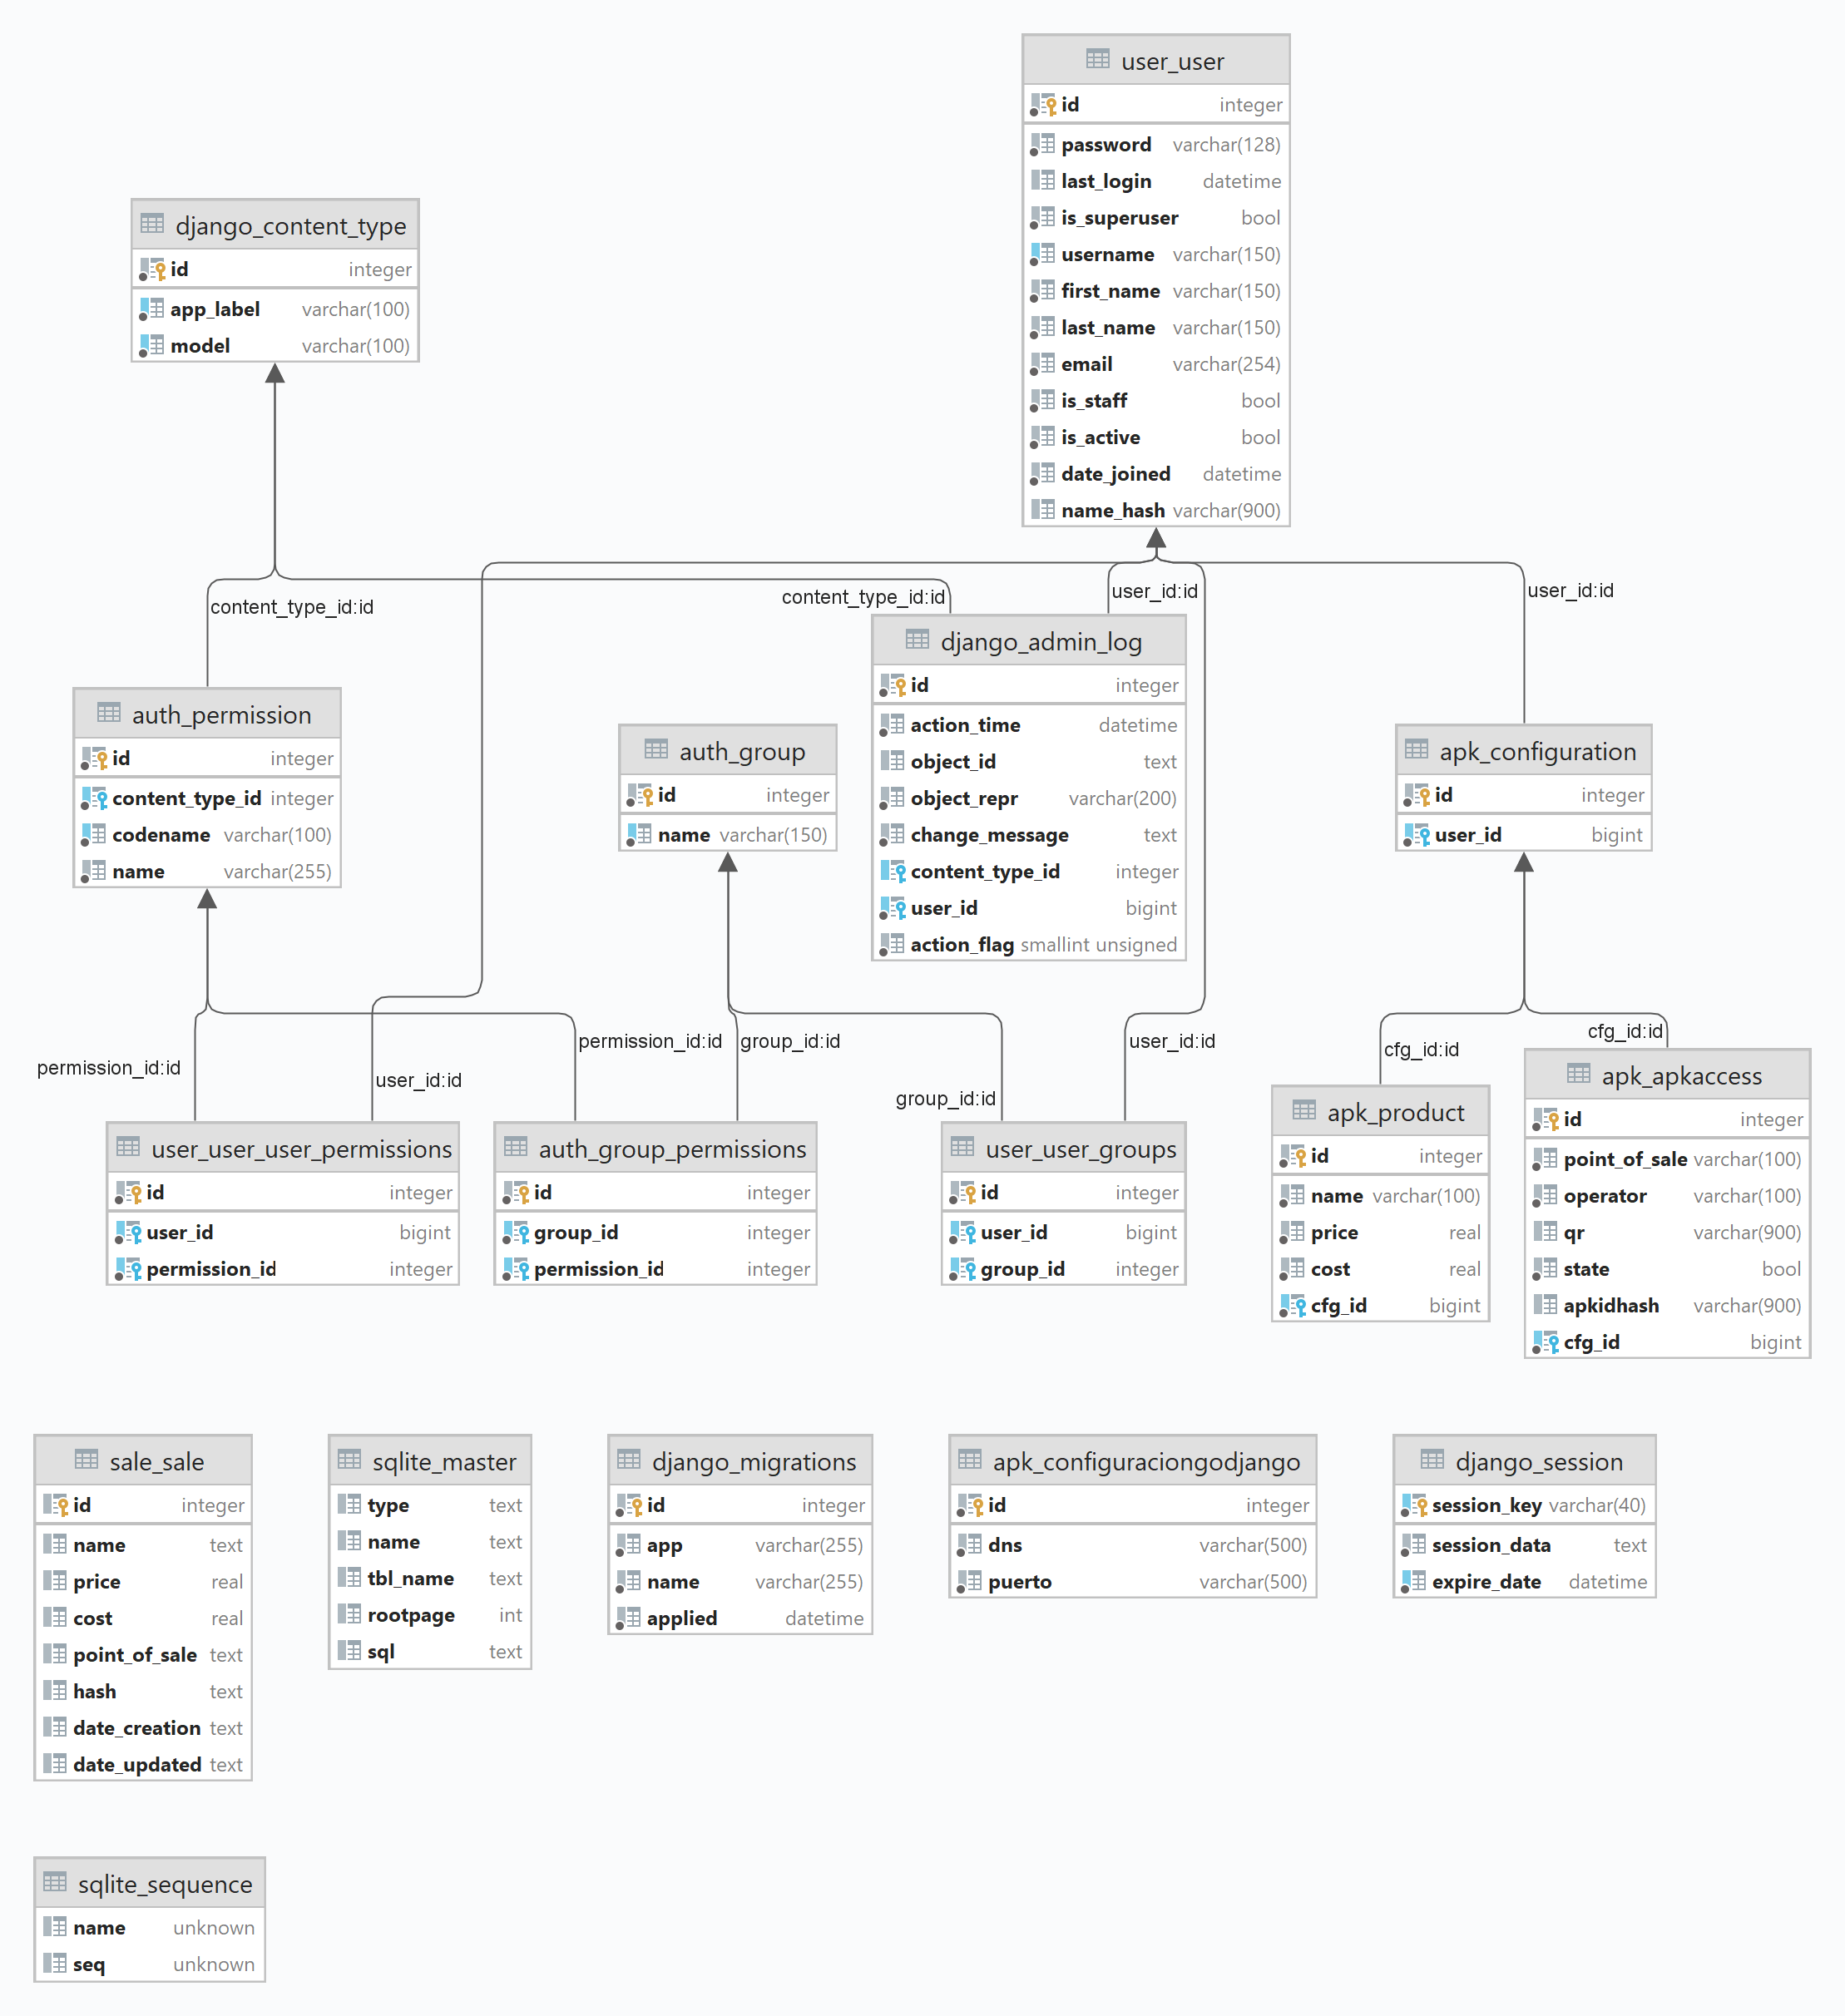 user_user
id integer
password varchar(128)
last_login datetime
is_superuser bool
username varchar(150)
first_name varchar(150)
last_name varchar(150)
email varchar(254)
is_staff bool
is_active bool
date_joined datetime
name_hash varchar(900)
django_content_type
id integer
app_label varchar(100)
model varchar(100)
content_type_id:id
content_type_id:id
user_id:id
user_id:id
auth_permission
id integer
content_type_id integer
codename varchar(100)
name varchar(255)
auth_group
id integer
name varchar(150)
django_admin_log
id integer
action_time datetime
object_id text
object_repr varchar(200)
change_message text
content_type_id integer
user_id bigint
action_flag smallint unsigned
apk_configuration
id integer
user_id bigint
permission_id:id
user_id:id
permission_id:id
group_id:id
group_id:id
user_id:id
cfg_id:id
cfg_id:id
user_user_user_permissions
id integer
user_id bigint
permission_id integer
auth_group_permissions
id integer
group_id integer
permission_id integer
user_user_groups
id integer
user_id bigint
group_id integer
apk_product
id integer
name varchar(100)
price real
cost real
cfg_id bigint
apk_apkaccess
id integer
point_of_sale varchar(100)
operator varchar(100)
qr varchar(900)
state bool
apkidhash varchar(900)
cfg_id bigint
sale_sale
id integer
name text
price real
cost real
point_of_sale text
hash text
date_creation text
date_updated text
sqlite_master
type text
name text
tbl_name text
rootpage int
sql text
django_migrations
id integer
app varchar(255)
name varchar(255)
applied datetime
apk_configuraciongodjango
id integer
dns varchar(500)
puerto varchar(500)
django_session
session_key varchar(40)
session_data text
expire_date datetime
sqlite_sequence
name unknown
seq unknown